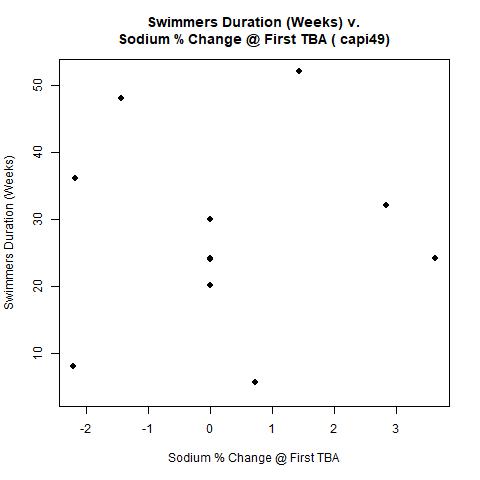 Swimmers Duration (Weeks) v.
Sodium % Change @ First TBA ( capi49)
Swimmers Duration (Weeks)
50
40
30
20
10
-2 -1 0 1 2 3
Sodium % Change @ First TBA